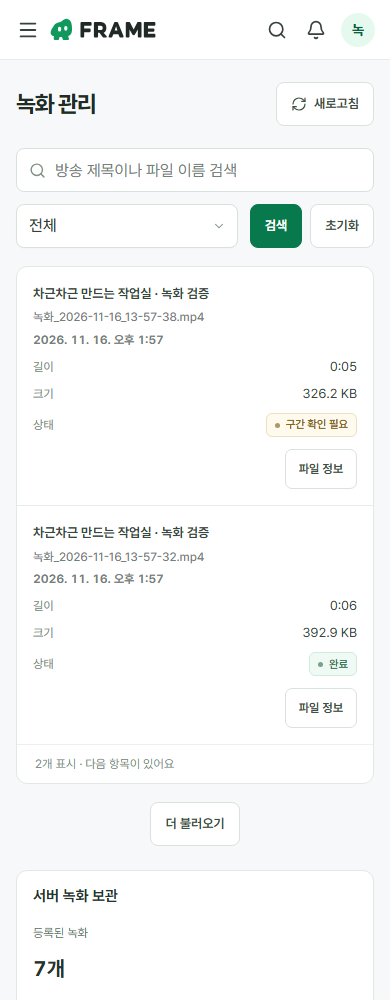 FRAME
녹
녹화 관리
새로고침
방송 제목이나 파일 이름 검색
전체
검색
초기화
차근차근 만드는 작업실 · 녹화 검증
녹화_2026-11-16_13-57-38.mp4
2026. 11. 16. 오후 1:57
길이 0:05
크기 326.2 KB
상태 구간 확인 필요
파일 정보
차근차근 만드는 작업실 · 녹화 검증
녹화_2026-11-16_13-57-32.mp4
2026. 11. 16. 오후 1:57
길이 0:06
크기 392.9 KB
상태 완료
파일 정보
2개 표시 · 다음 항목이 있어요
더 불러오기
서버 녹화 보관
등록된 녹화
7개